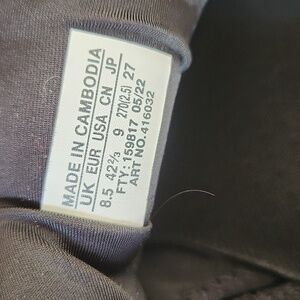 MADE IN CAMBODIA
UK EUR USA CN JP
8.5 42⅔ 9 270(2.5) 27
FTY: 159817 05/22
ART NO.416032